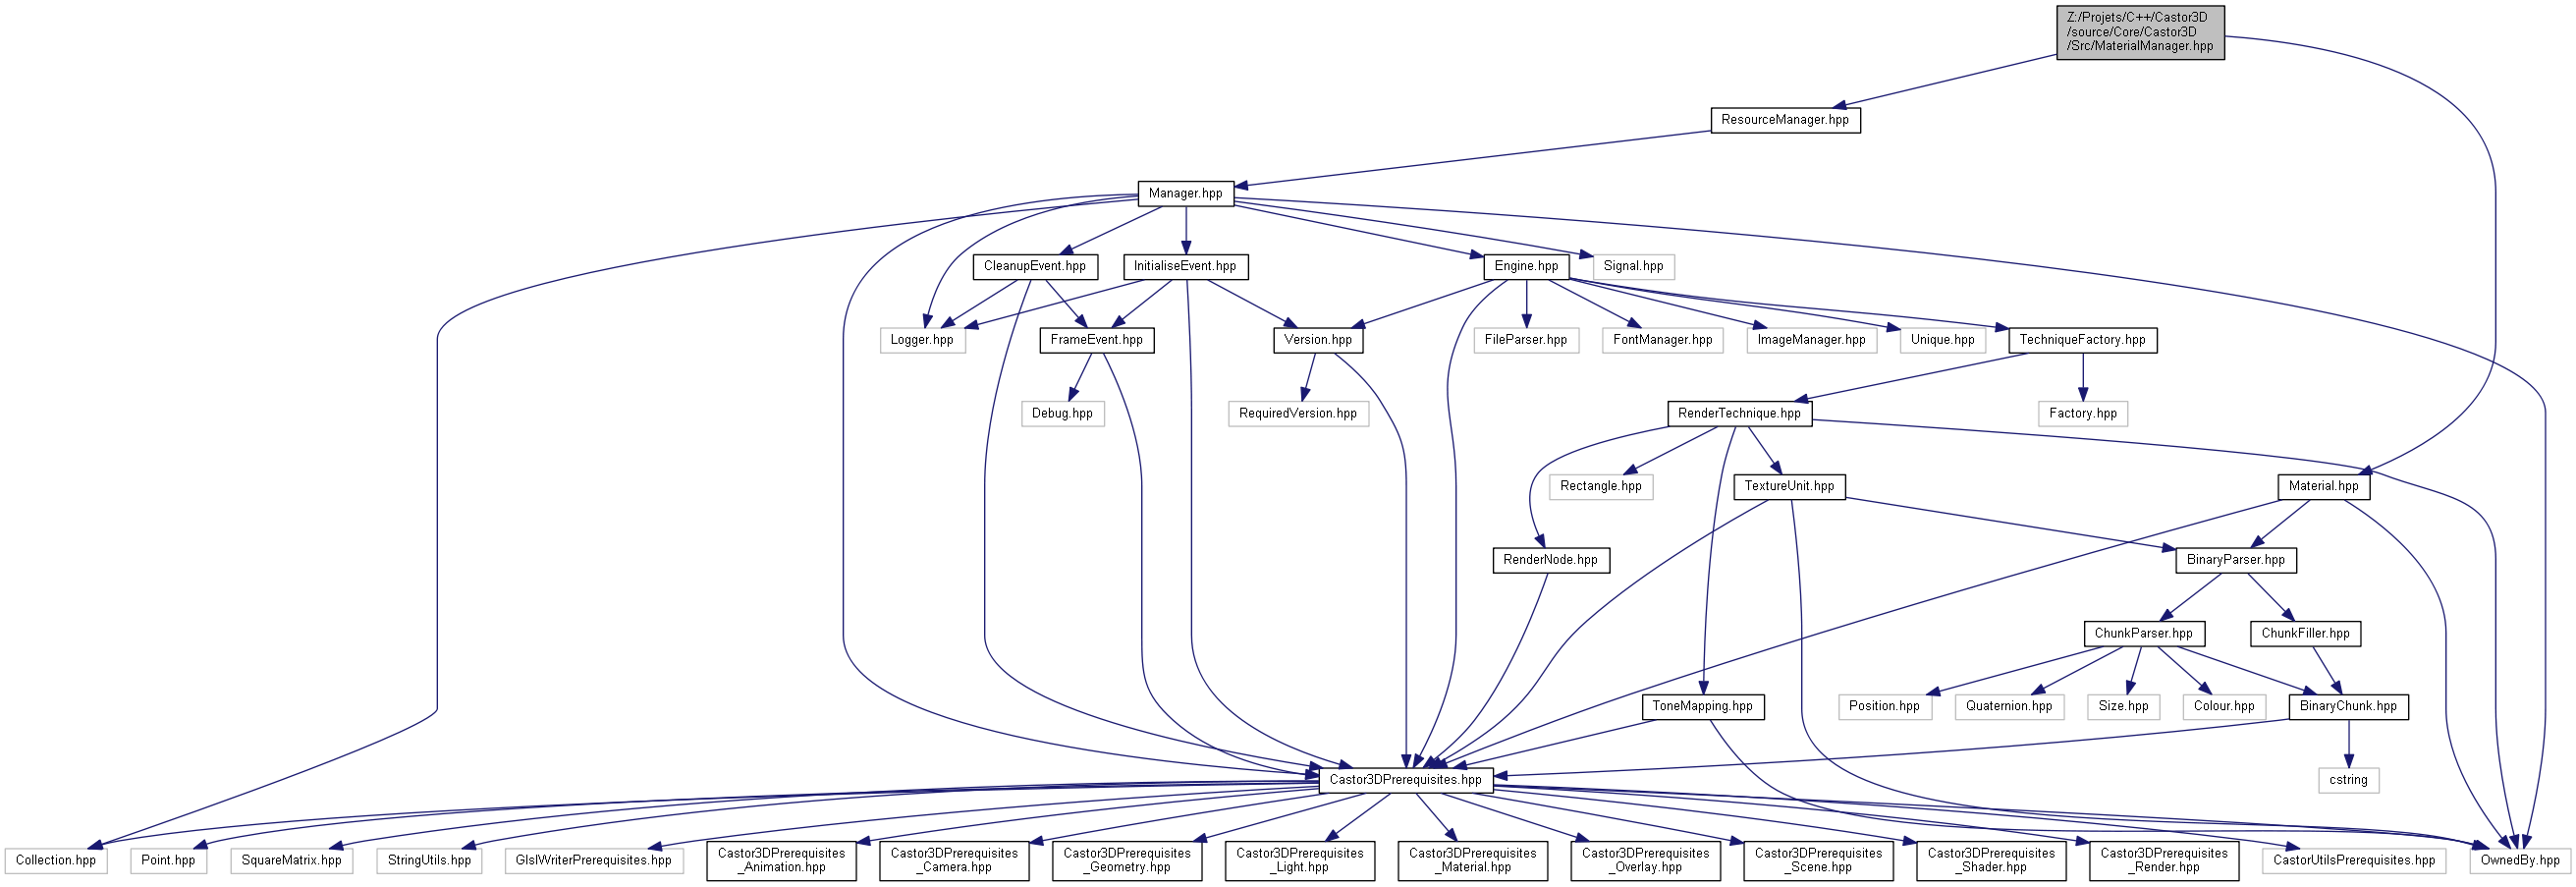 Z:/Projets/C++/Castor3D
/source/Core/Castor3D
/Src/MaterialManager.hpp
ResourceManager.hpp
Manager.hpp
CleanupEvent.hpp
InitialiseEvent.hpp
Engine.hpp
Signal.hpp
Logger.hpp
FrameEvent.hpp
Version.hpp
FileParser.hpp
FontManager.hpp
ImageManager.hpp
Unique.hpp
TechniqueFactory.hpp
Debug.hpp
RequiredVersion.hpp
RenderTechnique.hpp
Factory.hpp
Rectangle.hpp
TextureUnit.hpp
Material.hpp
RenderNode.hpp
BinaryParser.hpp
ChunkParser.hpp
ChunkFiller.hpp
ToneMapping.hpp
Position.hpp
Quaternion.hpp
Size.hpp
Colour.hpp
BinaryChunk.hpp
Castor3DPrerequisites.hpp
cstring
Collection.hpp
Point.hpp
SquareMatrix.hpp
StringUtils.hpp
GlslWriterPrerequisites.hpp
Castor3DPrerequisites
_Animation.hpp
Castor3DPrerequisites
_Camera.hpp
Castor3DPrerequisites
_Geometry.hpp
Castor3DPrerequisites
_Light.hpp
Castor3DPrerequisites
_Material.hpp
Castor3DPrerequisites
_Overlay.hpp
Castor3DPrerequisites
_Scene.hpp
Castor3DPrerequisites
_Shader.hpp
Castor3DPrerequisites
_Render.hpp
CastorUtilsPrerequisites.hpp
OwnedBy.hpp